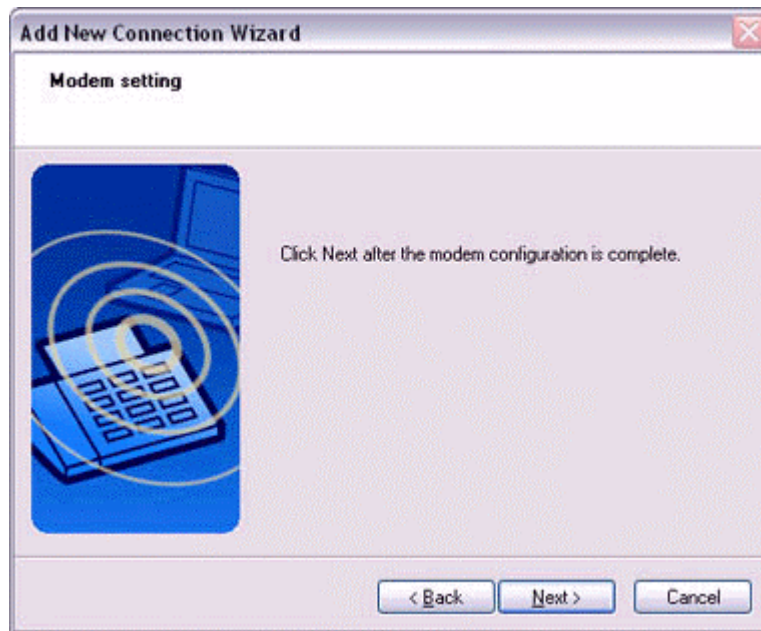 Add New Connection Wizard
Modem setting
Click Next after the modem configuration is complete.
< Back
Next >
Cancel